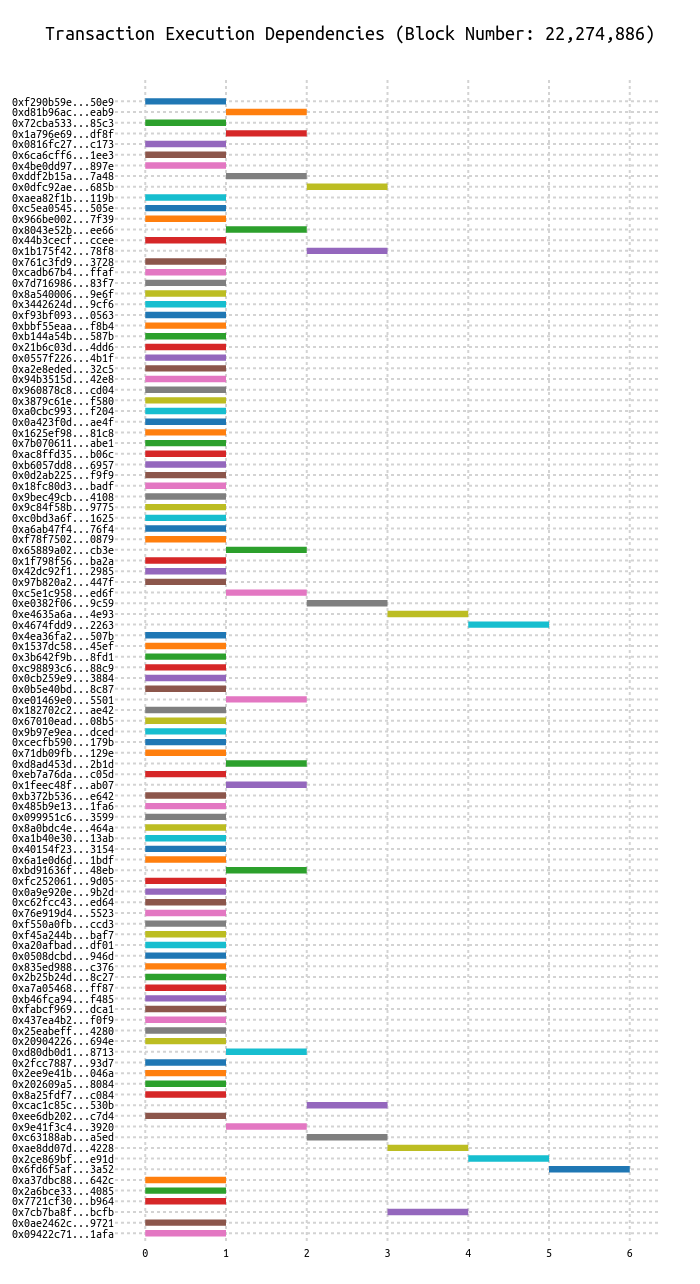 Transaction Execution Dependencies (Block Number: 22,274,886)
0xf290b59e...50e9
0xd81b96ac...eab9
0x72cba533...85c3
0x1a796e69...df8f
0x0816fc27...c173
0x6ca6cff6...1ee3
0x4be0dd97...897e
0xddf2b15a...7a48
0x0dfc92ae...685b
0xaea82f1b...119b
0xc5ea0545...505e
0x966be002...7f39
0x8043e52b...ee66
0x44b3cecf...ccee
0x1b175f42...78f8
0x761c3fd9...3728
0xcadb67b4...ffaf
0x7d716986...83f7
0x8a540006...9e6f
0x3442624d...9cf6
0xf93bf093...0563
0xbbf55eaa...f8b4
0xb144a54b...587b
0x21b6c03d...4dd6
0x0557f226...4b1f
0xa2e8eded...32c5
0x94b3515d...42e8
0x960878c8...cd04
0x3879c61e...f580
0xa0cbc993...f204
0x0a423f0d...ae4f
0x1625ef98...81c8
0x7b070611...abe1
0xac8ffd35...b06c
0xb6057dd8...6957
0x0d2ab225...f9f9
0x18fc80d3...badf
0x9bec49cb...4108
0x9c84f58b...9775
0xc0bd3a6f...1625
0xa6ab47f4...76f4
0xf78f7502...0879
0x65889a02...cb3e
0x1f798f56...ba2a
0x42dc92f1...2985
0x97b820a2...447f
0xc5e1c958...ed6f
0xe0382f06...9c59
0xe4635a6a...4e93
0x4674fdd9...2263
0x4ea36fa2...507b
0x1537dc58...45ef
0x3b642f9b...8fd1
0xc98893c6...88c9
0x0cb259e9...3884
0x0b5e40bd...8c87
0xe01469e0...5501
0x182702c2...ae42
0x67010ead...08b5
0x9b97e9ea...dced
0xcecfb590...179b
0x71db09fb...129e
0xd8ad453d...2b1d
0xeb7a76da...c05d
0x1feec48f...ab07
0xb372b536...e642
0x485b9e13...1fa6
0x099951c6...3599
0x8a0bdc4e...464a
0xa1b40e30...13ab
0x40154f23...3154
0x6a1e0d6d...1bdf
0xbd91636f...48eb
0xfc252061...9d05
0x0a9e920e...9b2d
0xc62fcc43...ed64
0x76e919d4...5523
0xf550a0fb...ccd3
0xf45a244b...baf7
0xa20afbad...df01
0x0508dcbd...946d
0x835ed988...c376
0x2b25b24d...8c27
0xa7a05468...ff87
0xb46fca94...f485
0xfabcf969...dca1
0x437ea4b2...f0f9
0x25eabeff...4280
0x20904226...694e
0xd80db0d1...8713
0x2fcc7887...93d7
0x2ee9e41b...046a
0x202609a5...8084
0x8a25fdf7...c084
0xcac1c85c...530b
0xee6db202...c7d4
0x9e41f3c4...3920
0xc63188ab...a5ed
0xae8dd07d...4228
0x2ce869bf...e91d
0x6fd6f5af...3a52
0xa37dbc88...642c
0x2a6bce33...4085
0x7721cf30...b964
0x7cb7ba8f...bcfb
0x0ae2462c...9721
0x09422c71...1afa
0 1 2 3 4 5 6